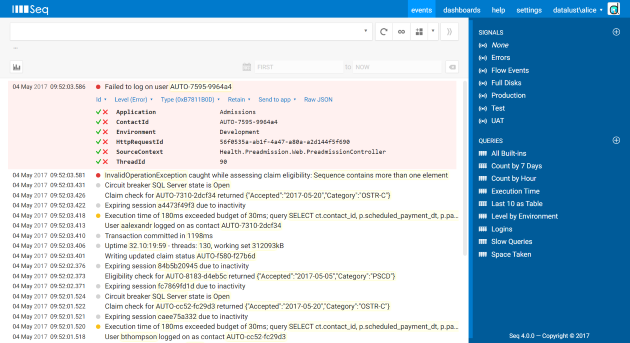 Seq
events dashboards help settings datalust\alice
FIRST to NOW
04 May 2017 09:52:03.586 Failed to log on user AUTO-7595-9964a4
Id Level (Error) Type (0xB7811B0D) Retain Send to app Raw JSON
Application Admissions
ContactId AUTO-7595-9964a4
Environment Development
HttpRequestId 56f0535a-ab1f-4a47-a80a-a2d144f5f690
SourceContext Health.Preadmission.Web.PreadmissionController
ThreadId 90
04 May 2017 09:52:03.581 InvalidOperationException caught while assessing claim eligibility: Sequence contains more than one element
04 May 2017 09:52:03.431 Circuit breaker SQL Server state is Open
04 May 2017 09:52:03.426 Claim check for AUTO-7310-2dcf34 returned {"Accepted":"2017-05-20","Category":"OSTR-C"}
04 May 2017 09:52:03.422 Expiring session a4473f49f3 due to inactivity
04 May 2017 09:52:03.418 Execution time of 180ms exceeded budget of 30ms; query SELECT ct.contact_id, p.scheduled_payment_dt, p.pa...
04 May 2017 09:52:03.413 User aalexandr logged on as contact AUTO-7310-2dcf34
04 May 2017 09:52:03.410 Transaction committed in 1198ms
04 May 2017 09:52:03.406 Uptime 32.10:19:59 - threads: 130, working set 312093kB
04 May 2017 09:52:03.401 Writing updated claim status AUTO-f580-f27b6d
04 May 2017 09:52:02.376 Expiring session 84b5b20945 due to inactivity
04 May 2017 09:52:02.373 Eligibility check for AUTO-8183-d4eb5c returned {"Accepted":"2017-05-05","Category":"PSCD"}
04 May 2017 09:52:02.371 Expiring session fc7869fd1d due to inactivity
04 May 2017 09:52:01.524 Circuit breaker SQL Server state is Open
04 May 2017 09:52:01.522 Claim check for AUTO-cc52-fc29d3 returned {"Accepted":"2017-05-20","Category":"OSTR-C"}
04 May 2017 09:52:01.521 Expiring session caee75a332 due to inactivity
04 May 2017 09:52:01.520 Execution time of 180ms exceeded budget of 30ms; query SELECT ct.contact_id, p.scheduled_payment_dt, p.pa...
04 May 2017 09:52:01.518 User bthompson logged on as contact AUTO-cc52-fc29d3
SIGNALS
None
Errors
Flow Events
Full Disks
Production
Test
UAT
QUERIES
All Built-ins
Count by 7 Days
Count by Hour
Execution Time
Last 10 as Table
Level by Environment
Logins
Slow Queries
Space Taken
Seq 4.0.0 — Copyright © 2017